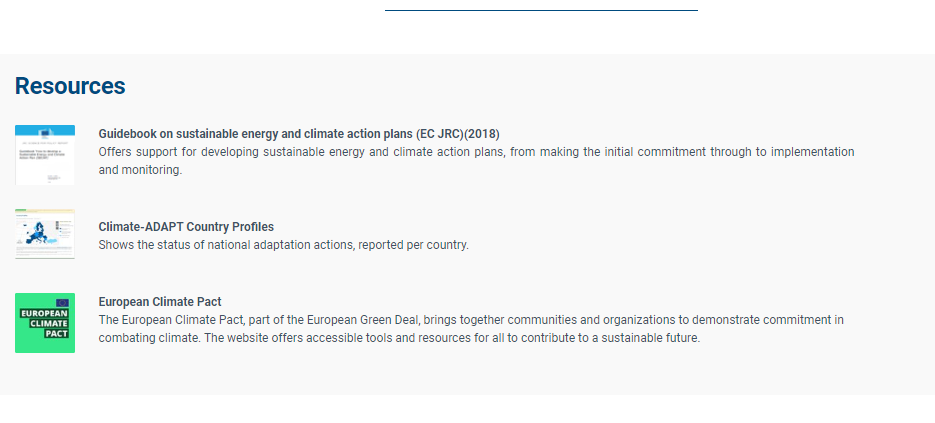 Resources
Guidebook on sustainable energy and climate action plans (EC JRC)(2018)
Offers support for developing sustainable energy and climate action plans, from making the initial commitment through to implementation
and monitoring.
Climate-ADAPT Country Profiles
Shows the status of national adaptation actions, reported per country.
EUROPEAN
CLIMATE
PACT
European Climate Pact
The European Climate Pact, part of the European Green Deal, brings together communities and organizations to demonstrate commitment in
combating climate. The website offers accessible tools and resources for all to contribute to a sustainable future.